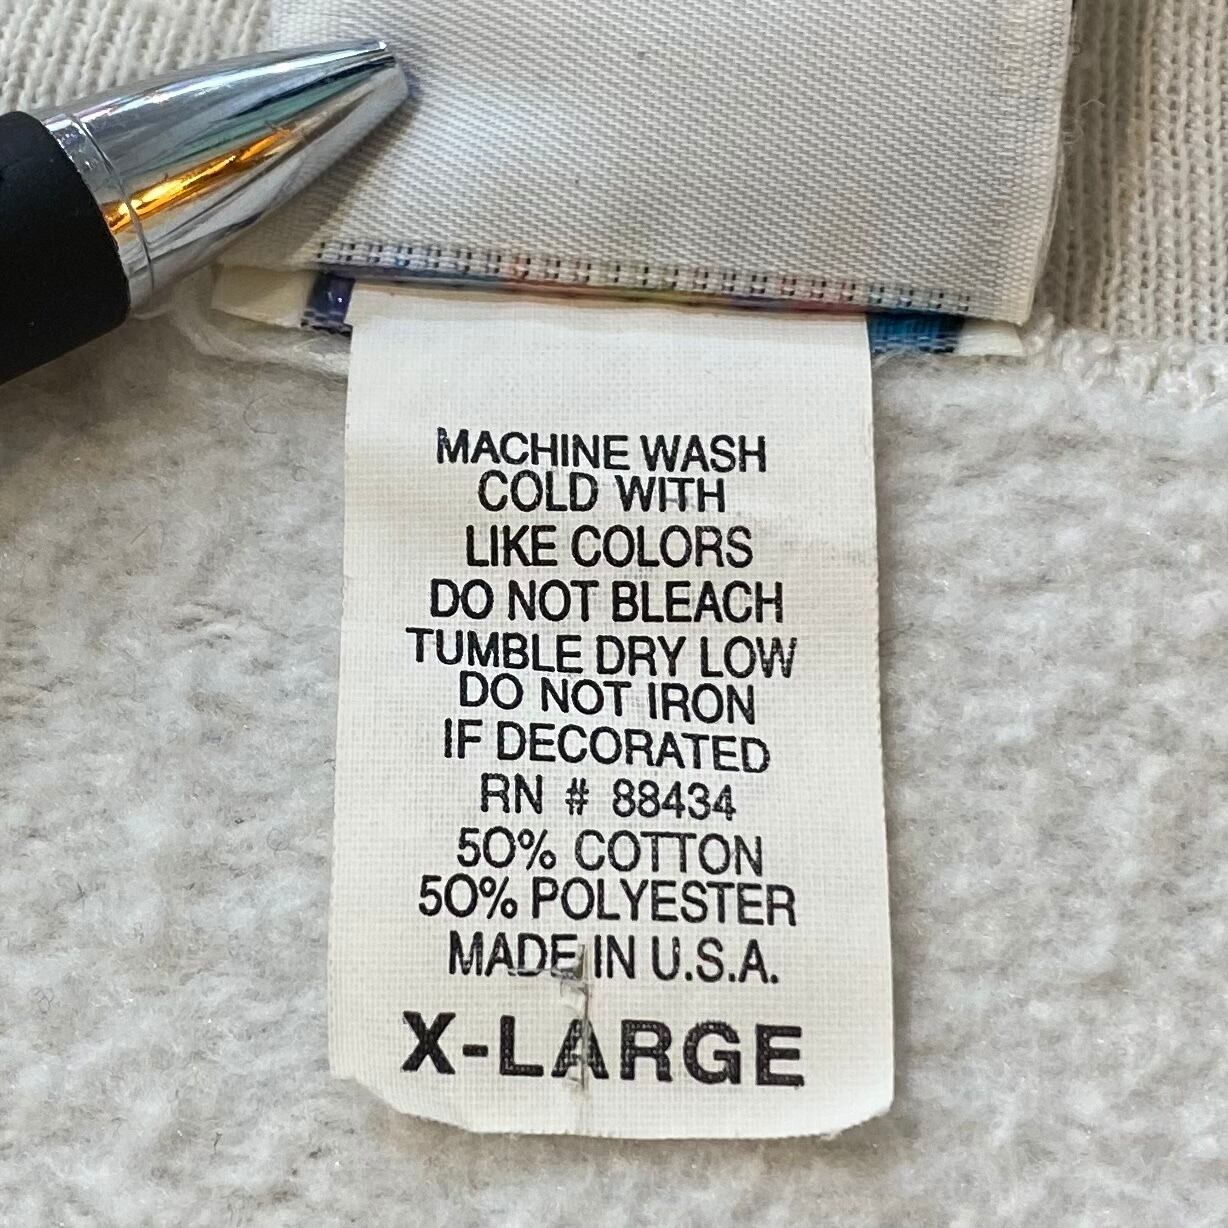 MACHINE WASH
COLD WITH
LIKE COLORS
DO NOT BLEACH
TUMBLE DRY LOW
DO NOT IRON
IF DECORATED
RN # 88434
50% COTTON
50% POLYESTER
MADE IN U.S.A.
X-LARGE